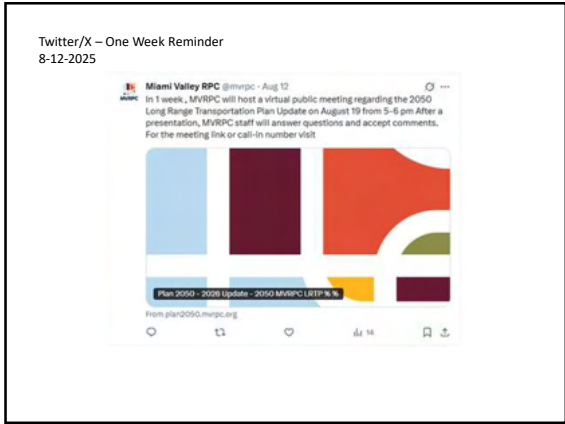 Twitter/X – One Week Reminder
8-12-2025
Miami Valley RPC @mvrpc · Aug 12
In 1 week , MVRPC will host a virtual public meeting regarding the 2050
Long Range Transportation Plan Update on August 19 from 5-6 pm After a
presentation, MVRPC staff will answer questions and accept comments.
For the meeting link or call-in number visit
Plan 2050 - 2026 Update - 2050 MVRPC LRTP % %
From plan2050.mvrpc.org
14